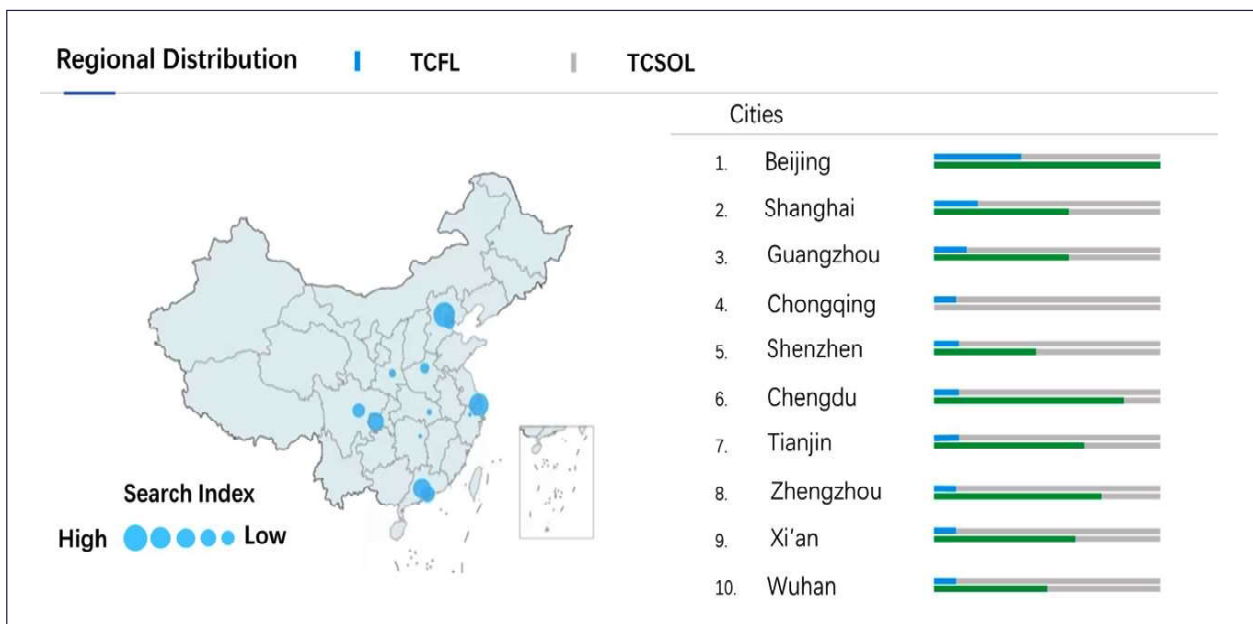 Regional Distribution TCFL TCSOL
Cities
1. Beijing
2. Shanghai
3. Guangzhou
4. Chongqing
5. Shenzhen
6. Chengdu
7. Tianjin
8. Zhengzhou
9. Xi'an
10. Wuhan
Search Index
High Low